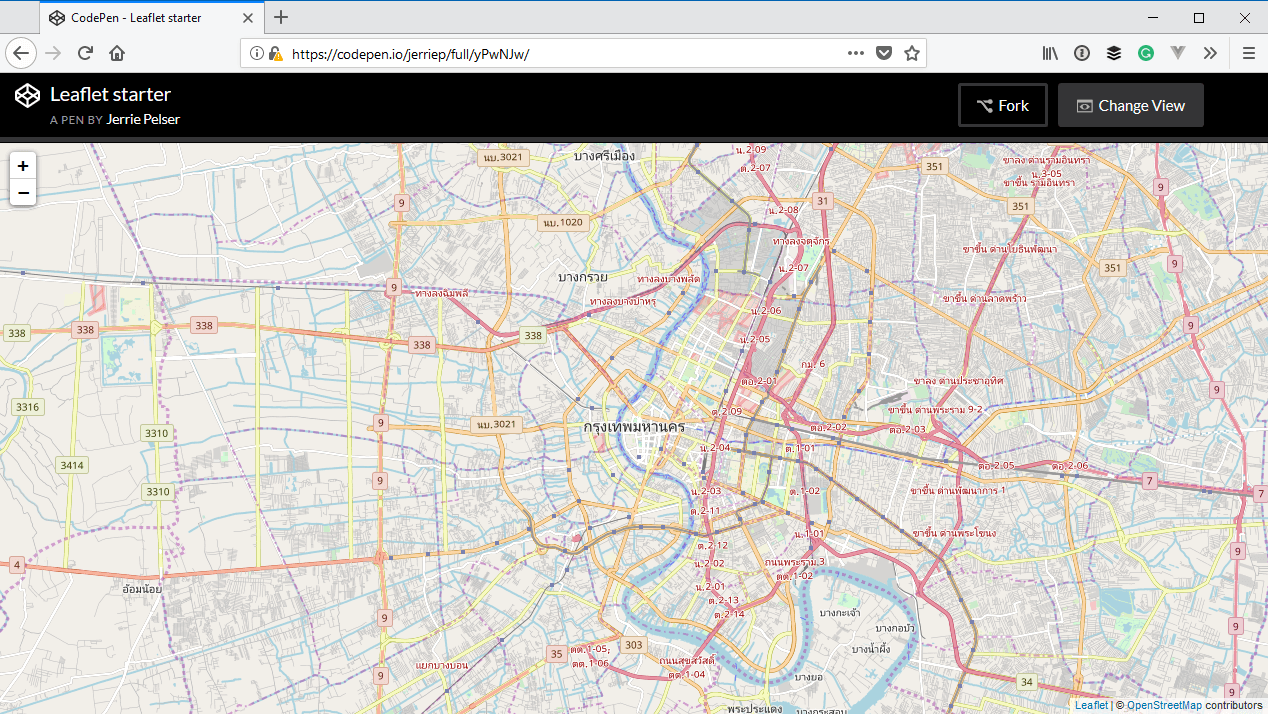 CodePen - Leaflet starter
https://codepen.io/jerriep/full/yPwNJw/
Leaflet starter
A PEN BY Jerrie Pelser
Fork
Change View
+
−
นบ.3021
บางศรีเมือง
น.2-09
ต.2-07
351
ขาลง ด่านรามอินทรา
น.3-05
ขาขึ้น รามอินทรา
9
9
31
351
น.2-08
นบ.1020
ทางลงจตุจักร
ขาขึ้น ด่านโยธินพัฒนา
9
351
น.2-07
บางกรวย
ทางลงบางพลัด
9
ทางลงฉิมพลี
ทางลงบางบำหรุ
ขาขึ้น ด่านลาดพร้าว
น.2-06
338
338
338
338
338
9
น.2-05
กม. 6
ตอ.2-01
ขาลง ด่านประชาอุทิศ
9
3316
ต.2.09
ขาขึ้น ด่านพระราม 9-2
9
นบ.3021
กรุงเทพมหานคร
ตอ.2-02
ตอ.2-03
3310
น.2-04
ต.1-01
3414
ตอ.2.05
ตอ.2-06
9
7
7
3310
น.2-03
ต.1-02
ขาขึ้น ด่านพัฒนาการ 1
ต.2-11
น.1-01
ขาขึ้น ด่านพระโขนง
ต.2-12
9
4
น.2-02
ถนนพระราม 3
ตต.1-02
อ้อมน้อย
น.2-01
ต.2-13
ต.2-14
บางกะเจ้า
9
บางกอบัว
9
303
35
ตต.1-05;
ตต.1-06
บางน้ำผึ้ง
แยกบางบอน
ถนนสุขสวัสดิ์
ต.1-04
9
บางยอ
34
9
พระประแดง
บางกระสอบ
Leaflet | © OpenStreetMap contributors